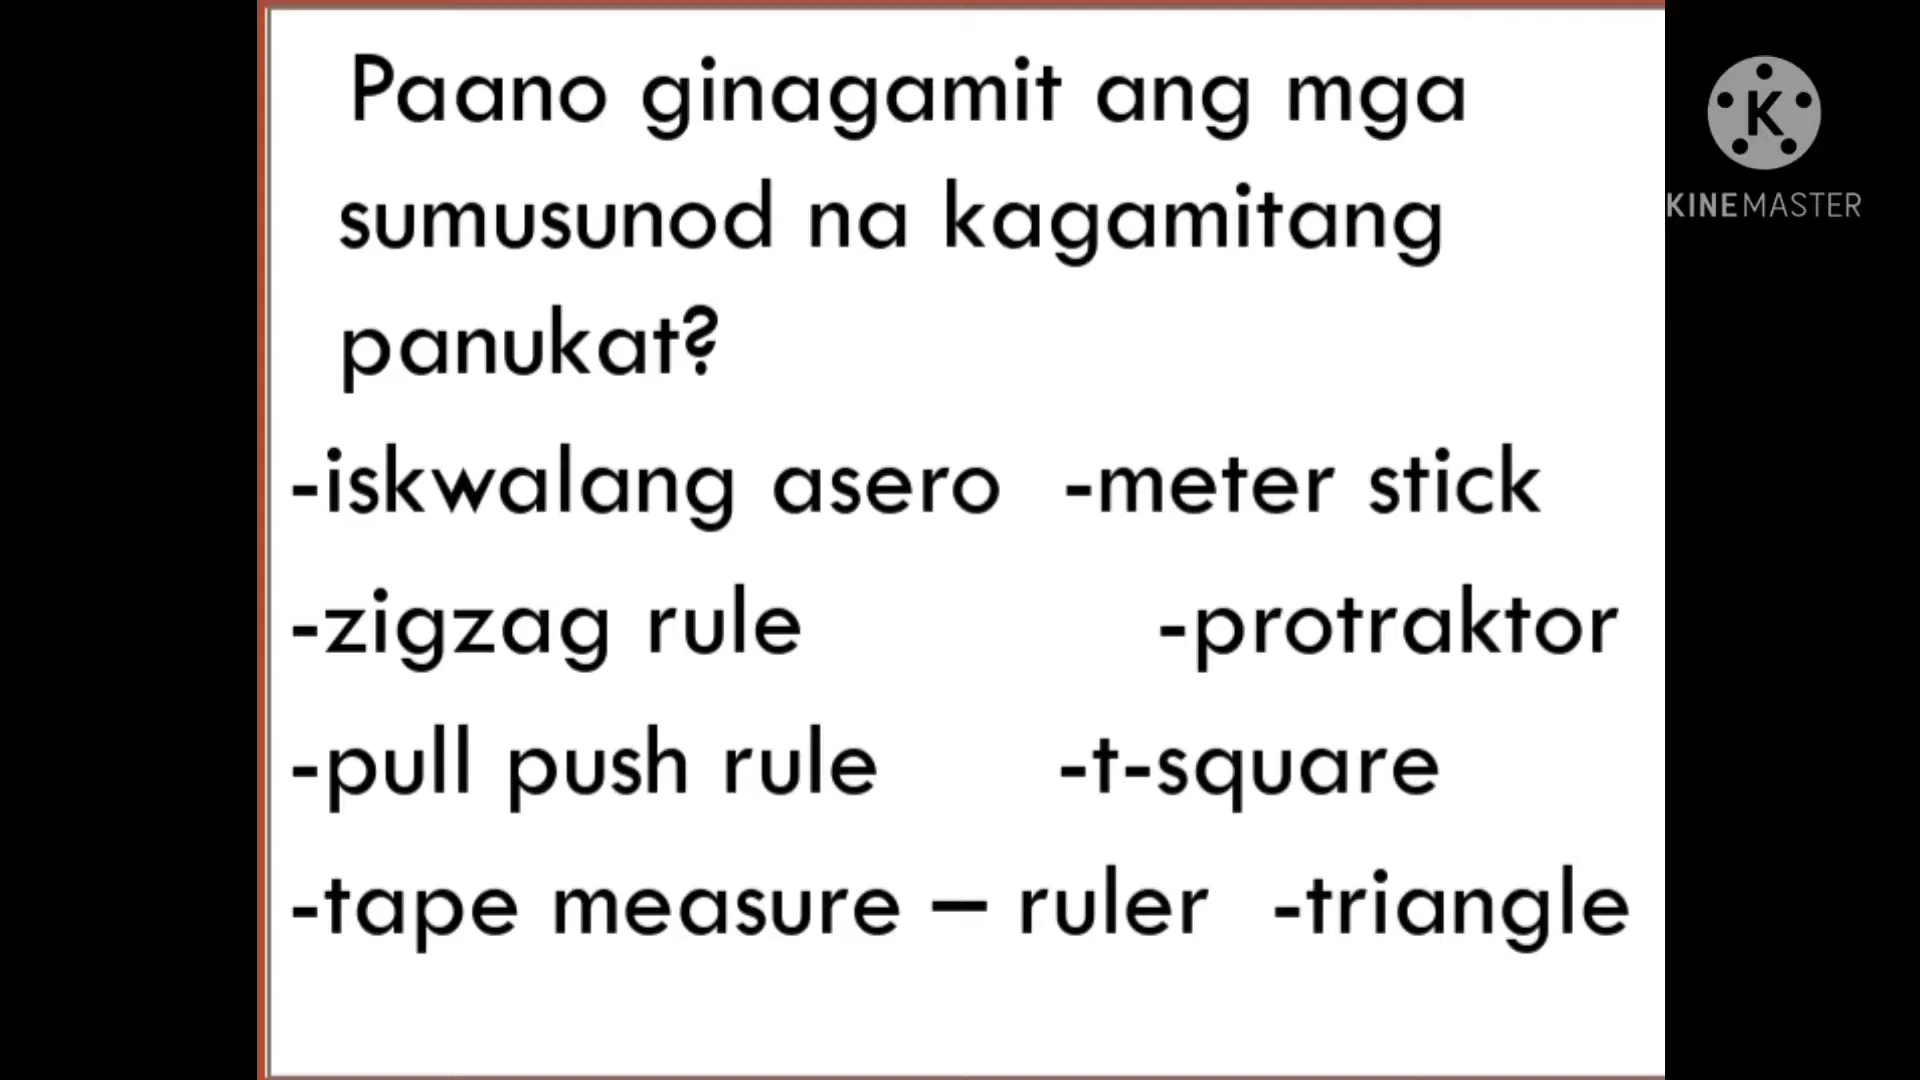 Paano ginagamit ang mga
sumusunod na kagamitang
panukat?
-iskwalang asero -meter stick
-zigzag rule -protraktor
-pull push rule -t-square
-tape measure – ruler -triangle
K
KINEMASTER